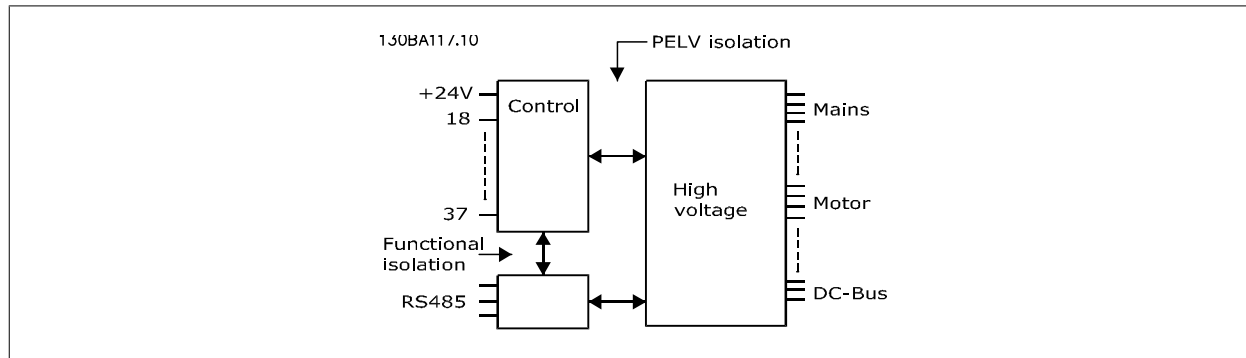 130BA117.10
PELV isolation
+24V
Control
18
37
Functional
isolation
RS485
High
voltage
Mains
Motor
DC-Bus